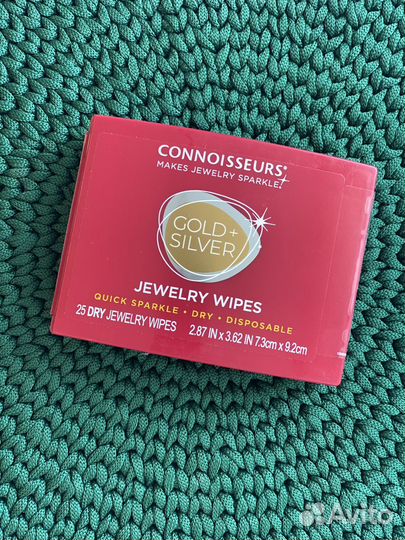 CONNOISSEURS
MAKES JEWELRY SPARKLE.
GOLD +
SILVER
JEWELRY WIPES
QUICK SPARKLE • DRY • DISPOSABLE
25 DRY JEWELRY WIPES 2.87 IN x 3.62 IN 7.3cm x 9.2cm
Avito